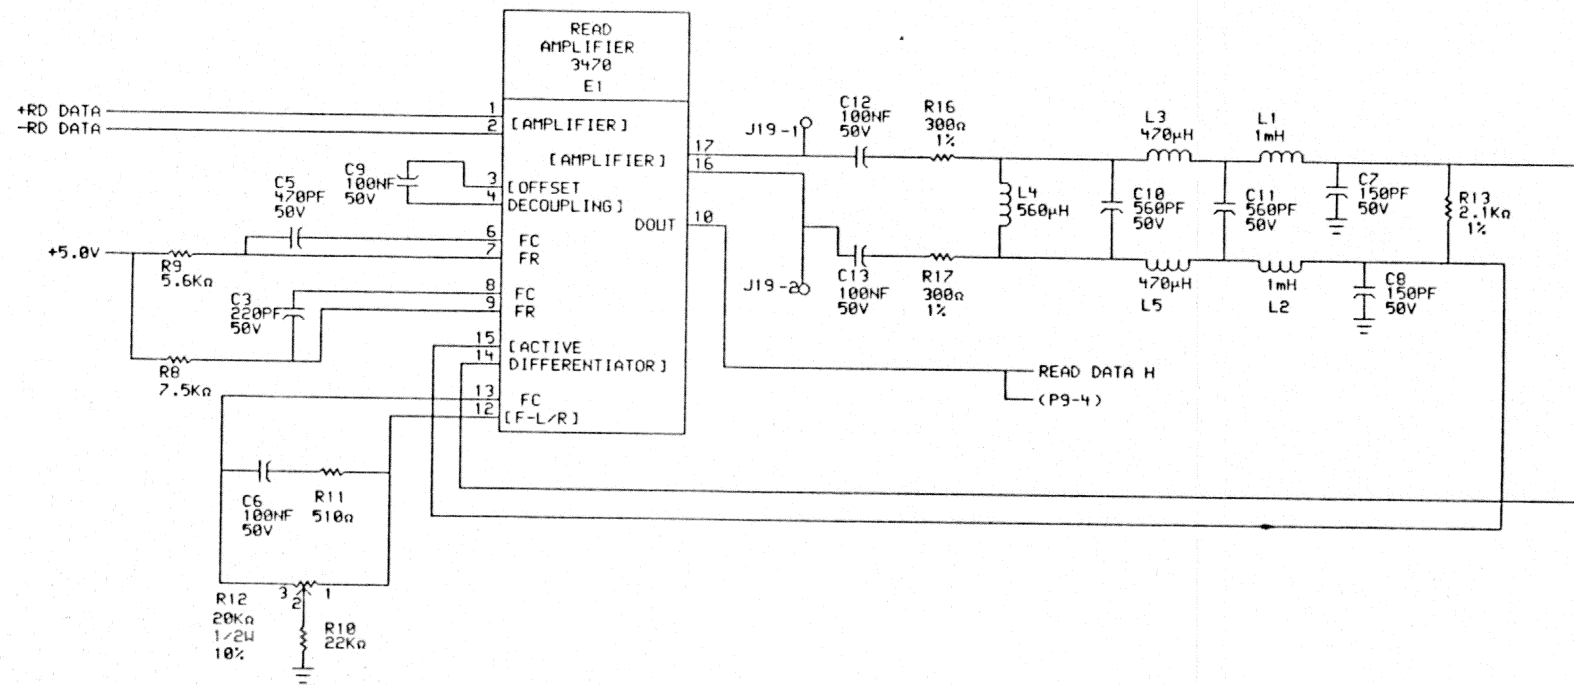 READ
AMPLIFIER
3470
E1
+RD DATA
-RD DATA
1
2
[AMPLIFIER]
[AMPLIFIER]
17
16
3
4
[OFFSET
DECOUPLING]
C9
100NF
50V
C5
470PF
50V
6
7
FC
FR
DOUT
10
+5.0V
R9
5.6KΩ
8
9
FC
FR
C3
220PF
50V
15
14
[ACTIVE
DIFFERENTIATOR]
R8
7.5KΩ
13
12
FC
[F-L/R]
C6
100NF
50V
R11
510Ω
3
2
1
R12
20KΩ
1/2W
10%
R10
22KΩ
J19-1
J19-2
C12
100NF
50V
R16
300Ω
1%
C13
100NF
50V
R17
300Ω
1%
L4
560µH
C10
560PF
50V
L3
470µH
470µH
L5
C11
560PF
50V
L1
1mH
1mH
L2
C7
150PF
50V
C8
150PF
50V
R13
2.1KΩ
1%
READ DATA H
(P9-4)